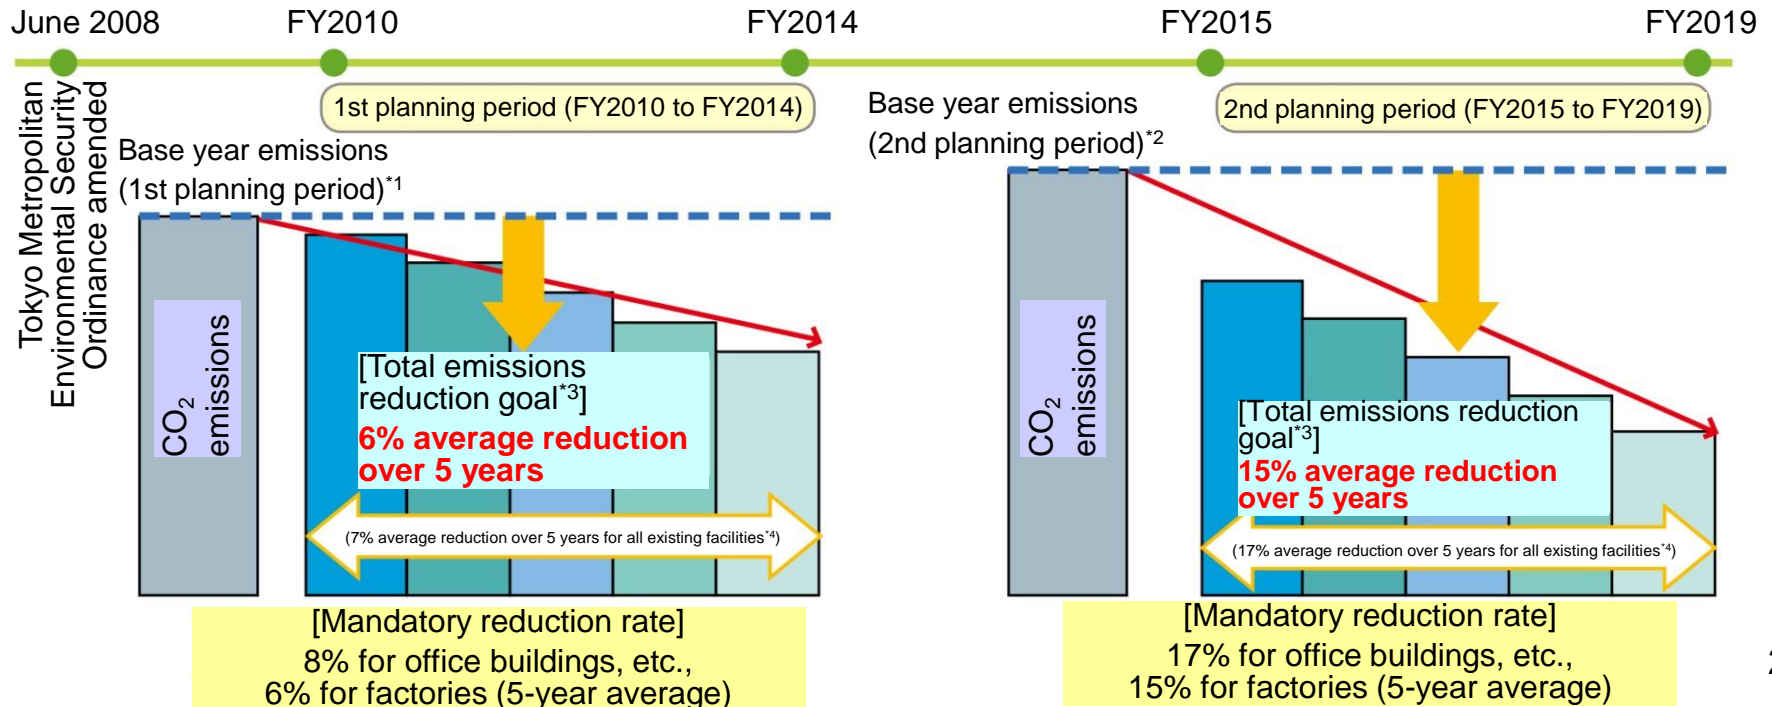 June 2008
FY2010
FY2014
FY2015
FY2019
Tokyo Metropolitan
Environmental Security
Ordinance amended
1st planning period (FY2010 to FY2014)
Base year emissions
(1st planning period)*1
CO2
emissions
[Total emissions
reduction goal*3]
6% average reduction
over 5 years
(7% average reduction over 5 years for all existing facilities*4)
[Mandatory reduction rate]
8% for office buildings, etc.,
6% for factories (5-year average)
Base year emissions
(2nd planning period)*2
2nd planning period (FY2015 to FY2019)
CO2
emissions
[Total emissions reduction
goal*3]
15% average reduction
over 5 years
(17% average reduction over 5 years for all existing facilities*4)
[Mandatory reduction rate]
17% for office buildings, etc.,
15% for factories (5-year average)